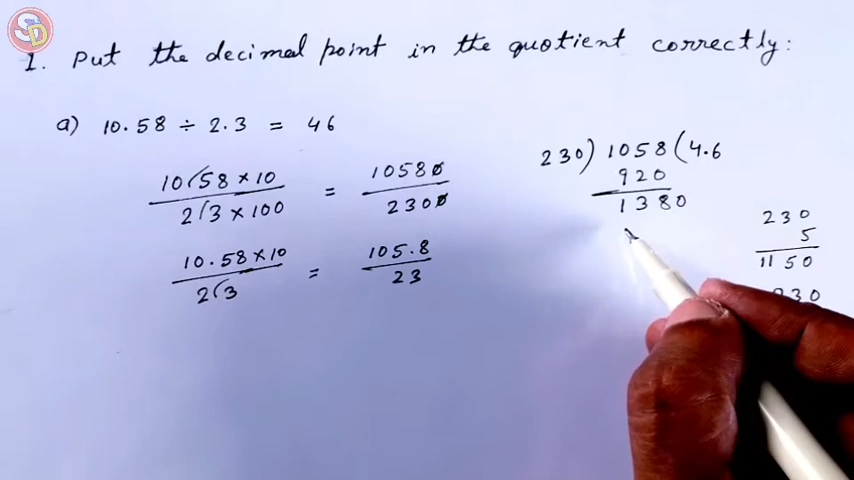 SD
1. Put the decimal point in the quotient correctly:
a) 10.58 ÷ 2.3 = 46
10(58 × 10 / 2(3 × 100 = 10580 / 2300
10.58 × 10 / 2(3 = 105.8 / 23
230) 1058 (4.6
920
1380
230
5
1150
230